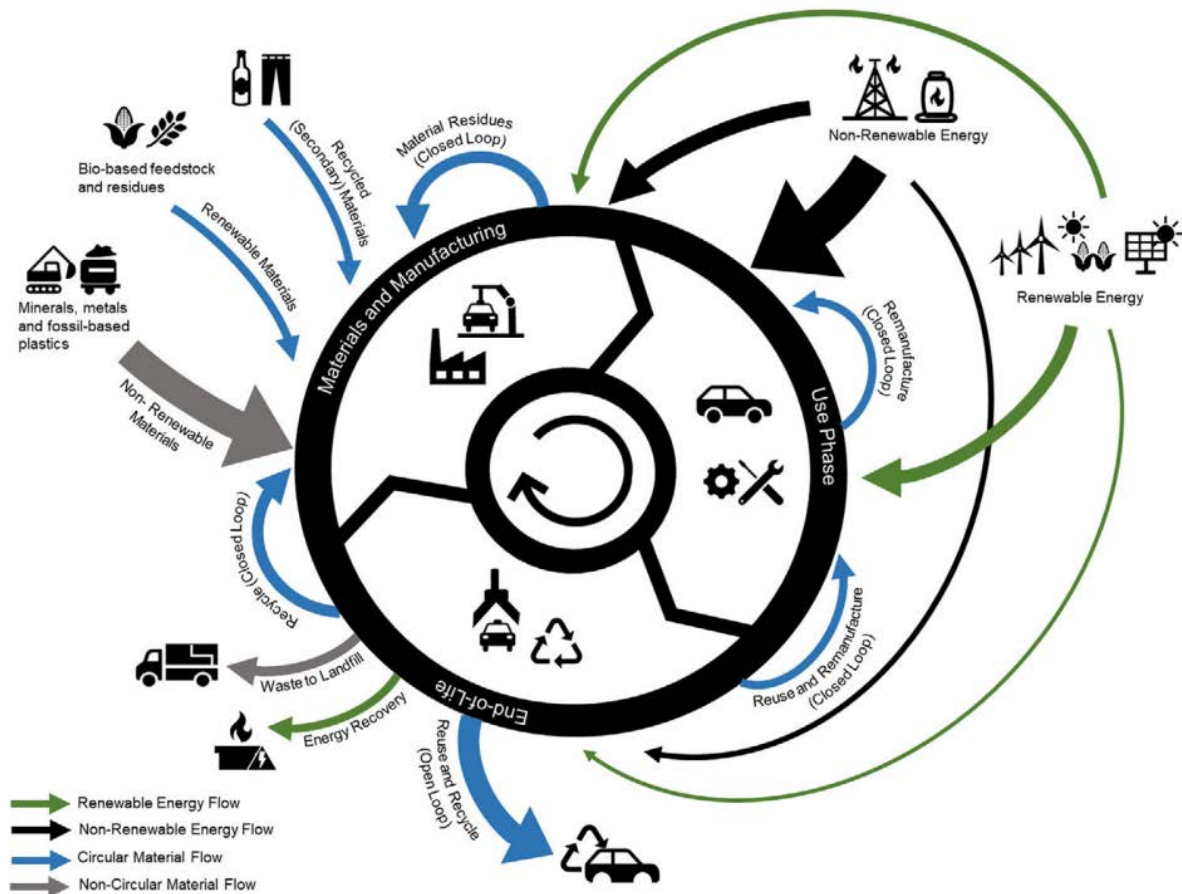 Non-Renewable Energy
Material Residues
(Closed Loop)
Recycled
(Secondary) Materials
Bio-based feedstock
and residues
Renewable Materials
Renewable Energy
Minerals, metals
and fossil-based
plastics
Non- Renewable
Materials
Materials and Manufacturing
Remanufacture
(Closed Loop)
Use Phase
Recycle (Closed Loop)
Waste to Landfill
Energy Recovery
End-of-Life
Reuse and Remanufacture
(Closed Loop)
Reuse and Recycle
(Open Loop)
Renewable Energy Flow
Non-Renewable Energy Flow
Circular Material Flow
Non-Circular Material Flow